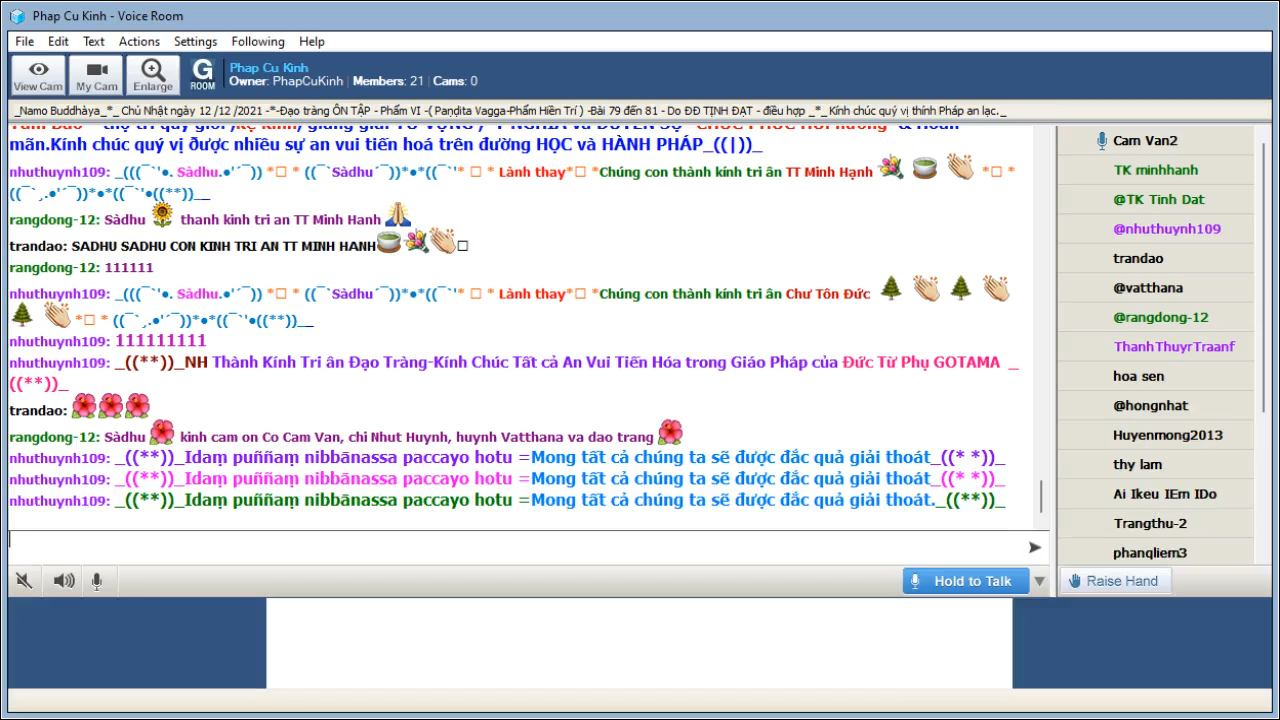 Phap Cu Kinh - Voice Room
File Edit Text Actions Settings Following Help
View Cam My Cam Enlarge G ROOM
Phap Cu Kinh
Owner: PhapCuKinh | Members: 21 | Cams: 0
_Namo Buddhàya_*_ Chủ Nhật ngày 12 /12 /2021 -*-Đạo tràng ÔN TẬP - Phẩm VI -( Paṇḍita Vagga-Phẩm Hiền Trí ) -Bài 79 đến 81 - Do ĐĐ TỊNH ĐẠT - điều hợp _*_ Kính chúc quý vị thính Pháp an lạc._
mãn.Kính chúc quý vị được nhiều sự an vui tiến hoá trên đường HỌC và HÀNH PHÁP_((|))_
nhuthuynh109: _(((¯`'•. Sàdhu.•'´¯)) *□ * ((¯`Sàdhu´¯))*•*((¯`'* □ * Lành thay*□ *Chúng con thành kính tri ân TT Minh Hạnh *□ *
((¯`¸.•'´¯))*•*((¯`'•((**))__
rangdong-12: Sàdhu thanh kinh tri an TT Minh Hanh
trandao: SADHU SADHU CON KINH TRI AN TT MINH HANH □
rangdong-12: 111111
nhuthuynh109: _(((¯`'•. Sàdhu.•'´¯)) *□ * ((¯`Sàdhu´¯))*•*((¯`'* □ * Lành thay*□ *Chúng con thành kính tri ân Chư Tôn Đức
*□ * ((¯`¸.•'´¯))*•*((¯`'•((**))__
nhuthuynh109: 111111111
nhuthuynh109: _((**))_NH Thành Kính Tri ân Đạo Tràng-Kính Chúc Tất cả An Vui Tiến Hóa trong Giáo Pháp của Đức Từ Phụ GOTAMA _
((**))_
trandao:
rangdong-12: Sàdhu kinh cam on Co Cam Van, chi Nhut Huynh, huynh Vatthana va dao trang
nhuthuynh109: _((**))_Idaṃ puññaṃ nibbānassa paccayo hotu =Mong tất cả chúng ta sẽ được đắc quả giải thoát_((* *))_
nhuthuynh109: _((**))_Idaṃ puññaṃ nibbānassa paccayo hotu =Mong tất cả chúng ta sẽ được đắc quả giải thoát_((* *))_
nhuthuynh109: _((**))_Idaṃ puññaṃ nibbānassa paccayo hotu =Mong tất cả chúng ta sẽ được đắc quả giải thoát._((**))_
Hold to Talk
Cam Van2
TK minhhanh
@TK Tinh Dat
@nhuthuynh109
trandao
@vatthana
@rangdong-12
ThanhThuyrTraanf
hoa sen
@hongnhat
Huyenmong2013
thy lam
Ai Ikeu IEm IDo
Trangthu-2
phanqliem3
Raise Hand